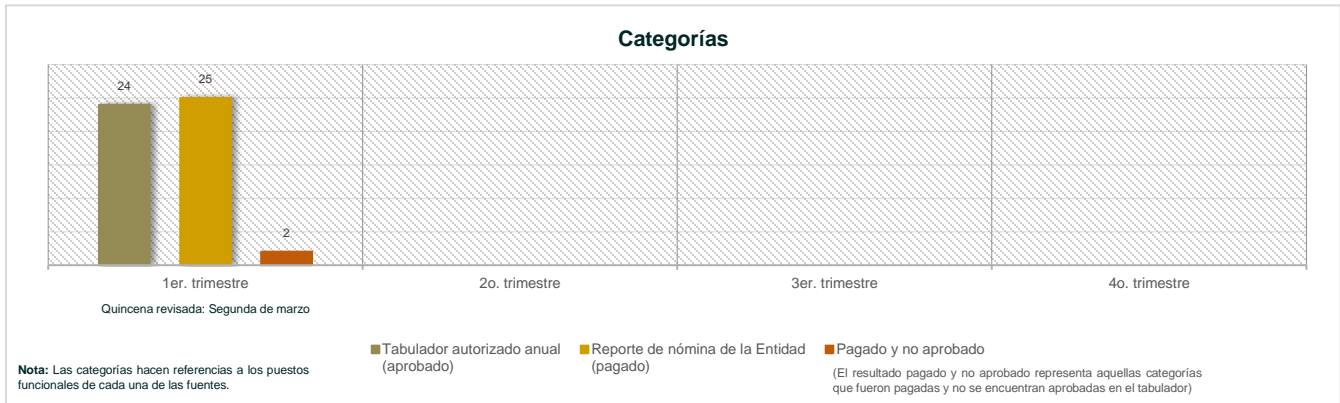 Categorías
24
25
2
1er. trimestre
2o. trimestre
3er. trimestre
4o. trimestre
Quincena revisada: Segunda de marzo
Tabulador autorizado anual
(aprobado)
Reporte de nómina de la Entidad
(pagado)
Pagado y no aprobado
(El resultado pagado y no aprobado representa aquellas categorías
que fueron pagadas y no se encuentran aprobadas en el tabulador)
Nota: Las categorías hacen referencias a los puestos
funcionales de cada una de las fuentes.